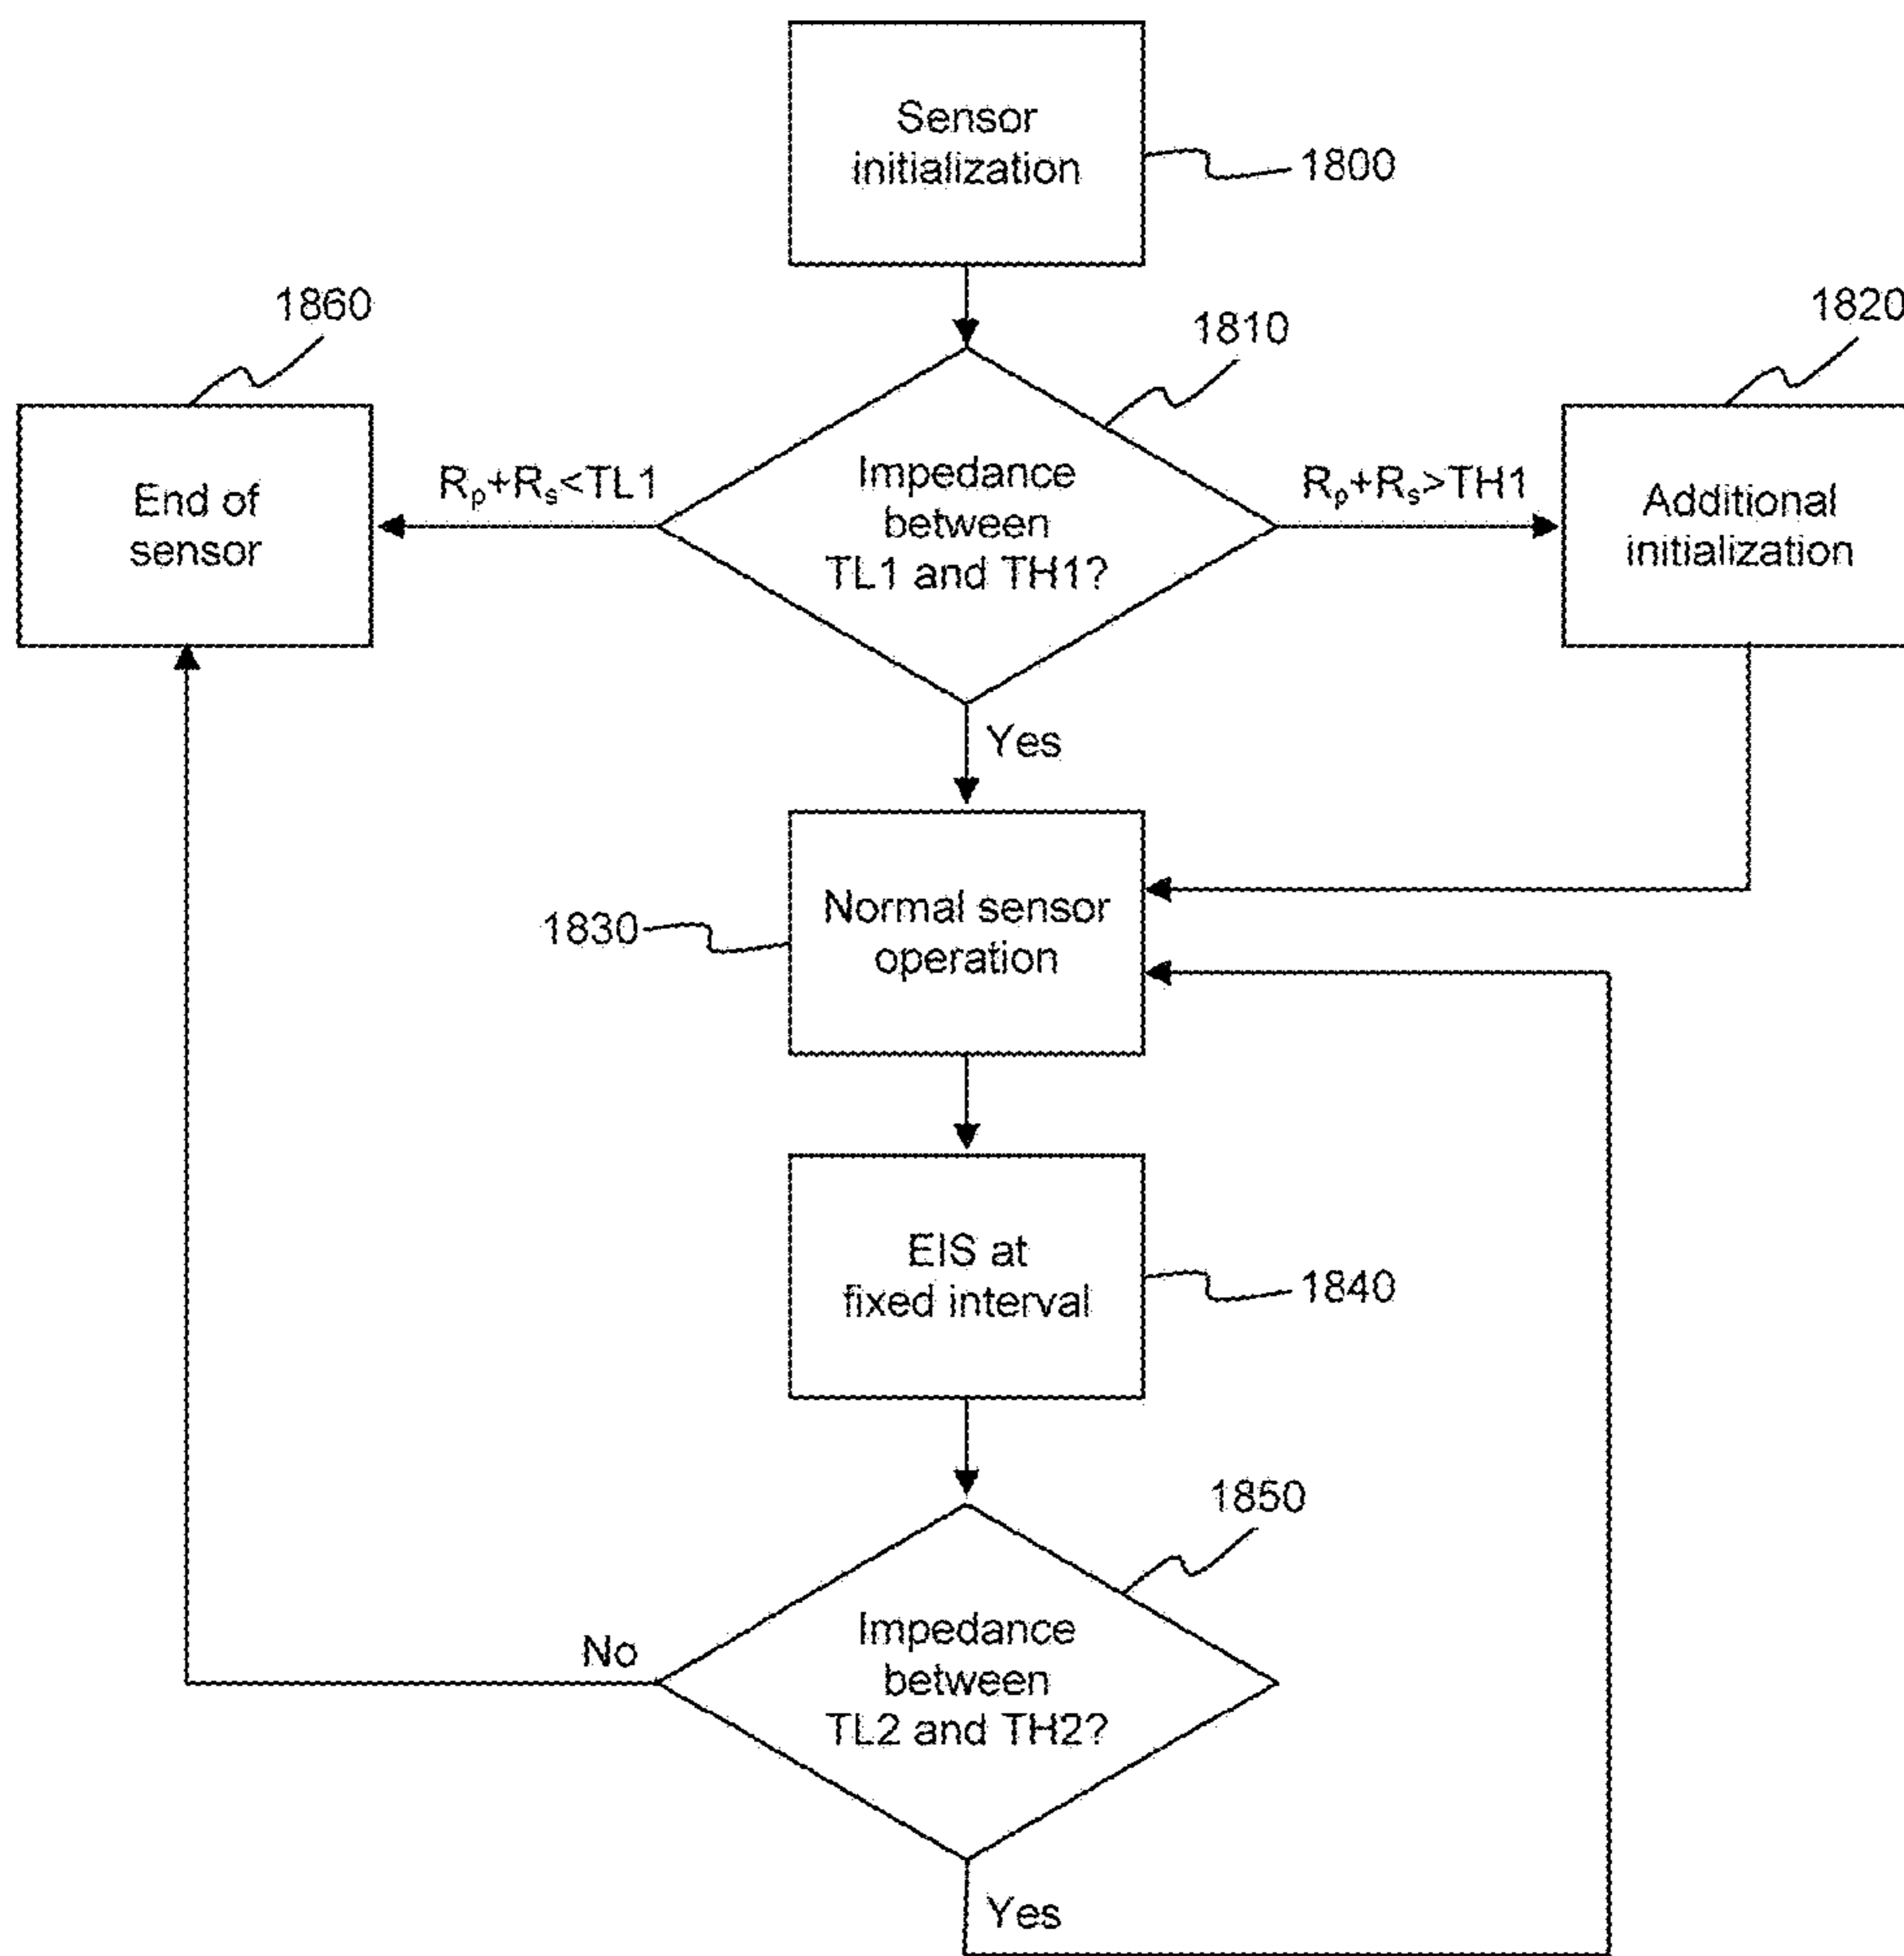 Sensor
initialization
1800
1860
1810
1820
End of
sensor
Rₚ+Rₛ<TL1
Impedance
between
TL1 and TH1?
Rₚ+Rₛ>TH1
Additional
initialization
Yes
1830
Normal sensor
operation
EIS at
fixed interval
1840
1850
No
Impedance
between
TL2 and TH2?
Yes